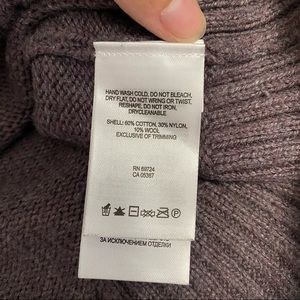 HAND WASH COLD, DO NOT BLEACH,
DRY FLAT, DO NOT WRING OR TWIST,
RESHAPE, DO NOT IRON,
DRYCLEANABLE
SHELL: 60% COTTON, 30% NYLON,
10% WOOL
EXCLUSIVE OF TRIMMING
RN 69724
CA 05367
ЗА ИСКЛЮЧЕНИЕМ ОТДЕЛКИ